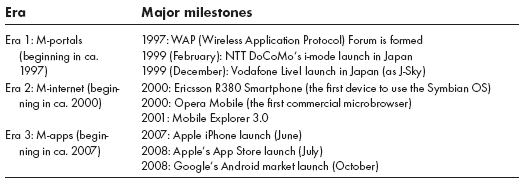 Era Major milestones
Era 1: M-portals 1997: WAP (Wireless Application Protocol) Forum is formed
(beginning in ca. 1999 (February): NTT DoCoMo's i-mode launch in Japan
1997) 1999 (December): Vodafone Live! launch in Japan (as J-Sky)
Era 2: M-internet (begin- 2000: Ericsson R380 Smartphone (the first device to use the Symbian OS)
ning in ca. 2000) 2000: Opera Mobile (the first commercial microbrowser)
2001: Mobile Explorer 3.0
Era 3: M-apps (begin- 2007: Apple iPhone launch (June)
ning in ca. 2007) 2008: Apple's App Store launch (July)
2008: Google's Android market launch (October)